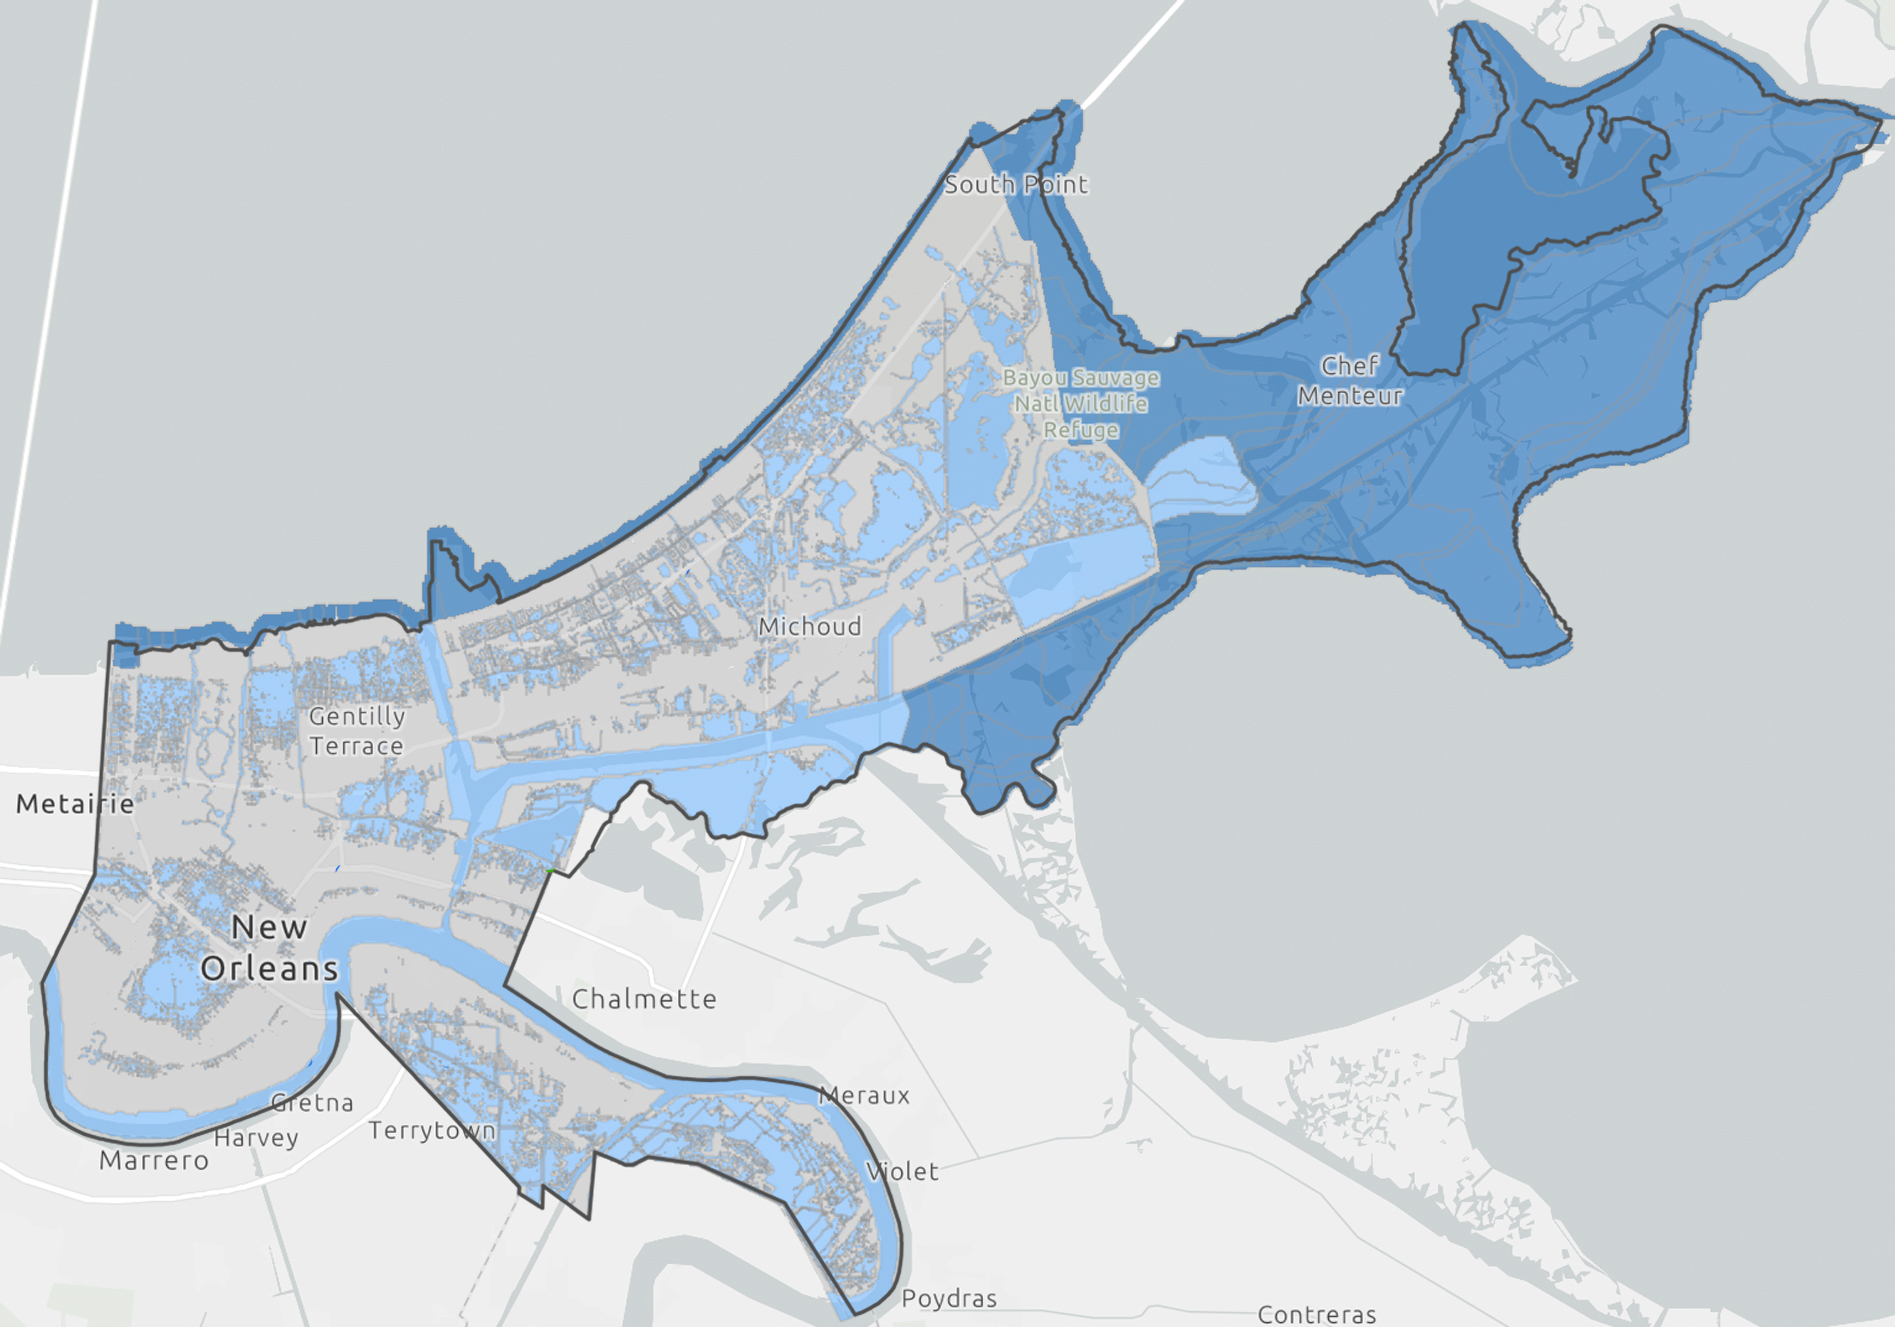 South Point
Chef
Menteur
Bayou Sauvage
Natl Wildlife
Refuge
Michoud
Gentilly
Terrace
Metairie
New
Orleans
Chalmette
Meraux
Gretna
Terrytown
Harvey
Marrero
Violet
Poydras
Contreras